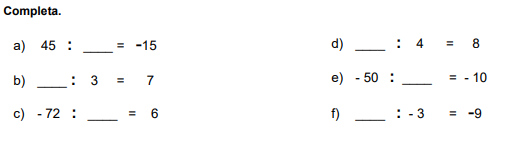 Completa.
a) 45 : ____ = -15
b) ____ : 3 = 7
c) - 72 : ____ = 6
d) ____ : 4 = 8
e) - 50 : ____ = - 10
f) ____ : - 3 = -9